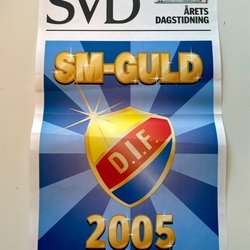 SVD
ÅRETS
DAGSTIDNING
SM-GULD
D.I.F.
2005